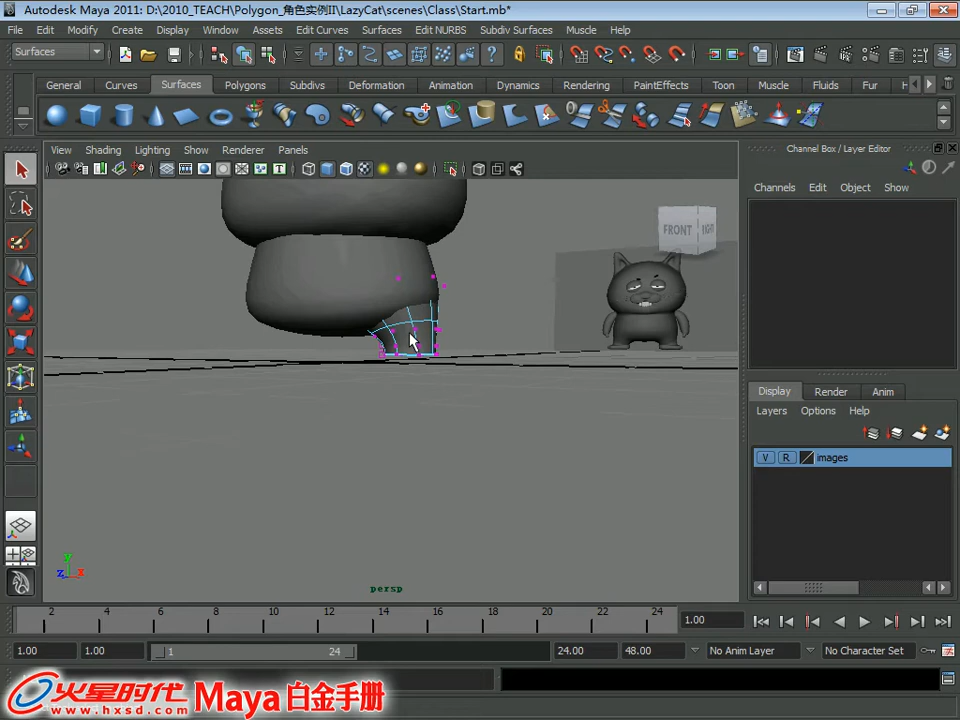 Autodesk Maya 2011: D:\2010_TEACH\Polygon_角色实例II\LazyCat\scenes\Class\Start.mb*
File Edit Modify Create Display Window Assets Edit Curves Surfaces Edit NURBS Subdiv Surfaces Muscle Help
Surfaces
General Curves Surfaces Polygons Subdivs Deformation Animation Dynamics Rendering PaintEffects Toon Muscle Fluids Fur H
View Shading Lighting Show Renderer Panels
Channel Box / Layer Editor
Channels Edit Object Show
FRONT
persp
Display Render Anim
Layers Options Help
V R images
2 4 6 8 10 12 14 16 18 20 22 24
1.00
1.00 1.00 1 24 24.00 48.00 No Anim Layer No Character Set
火星时代 Maya 白金手册
www.hxsd.com